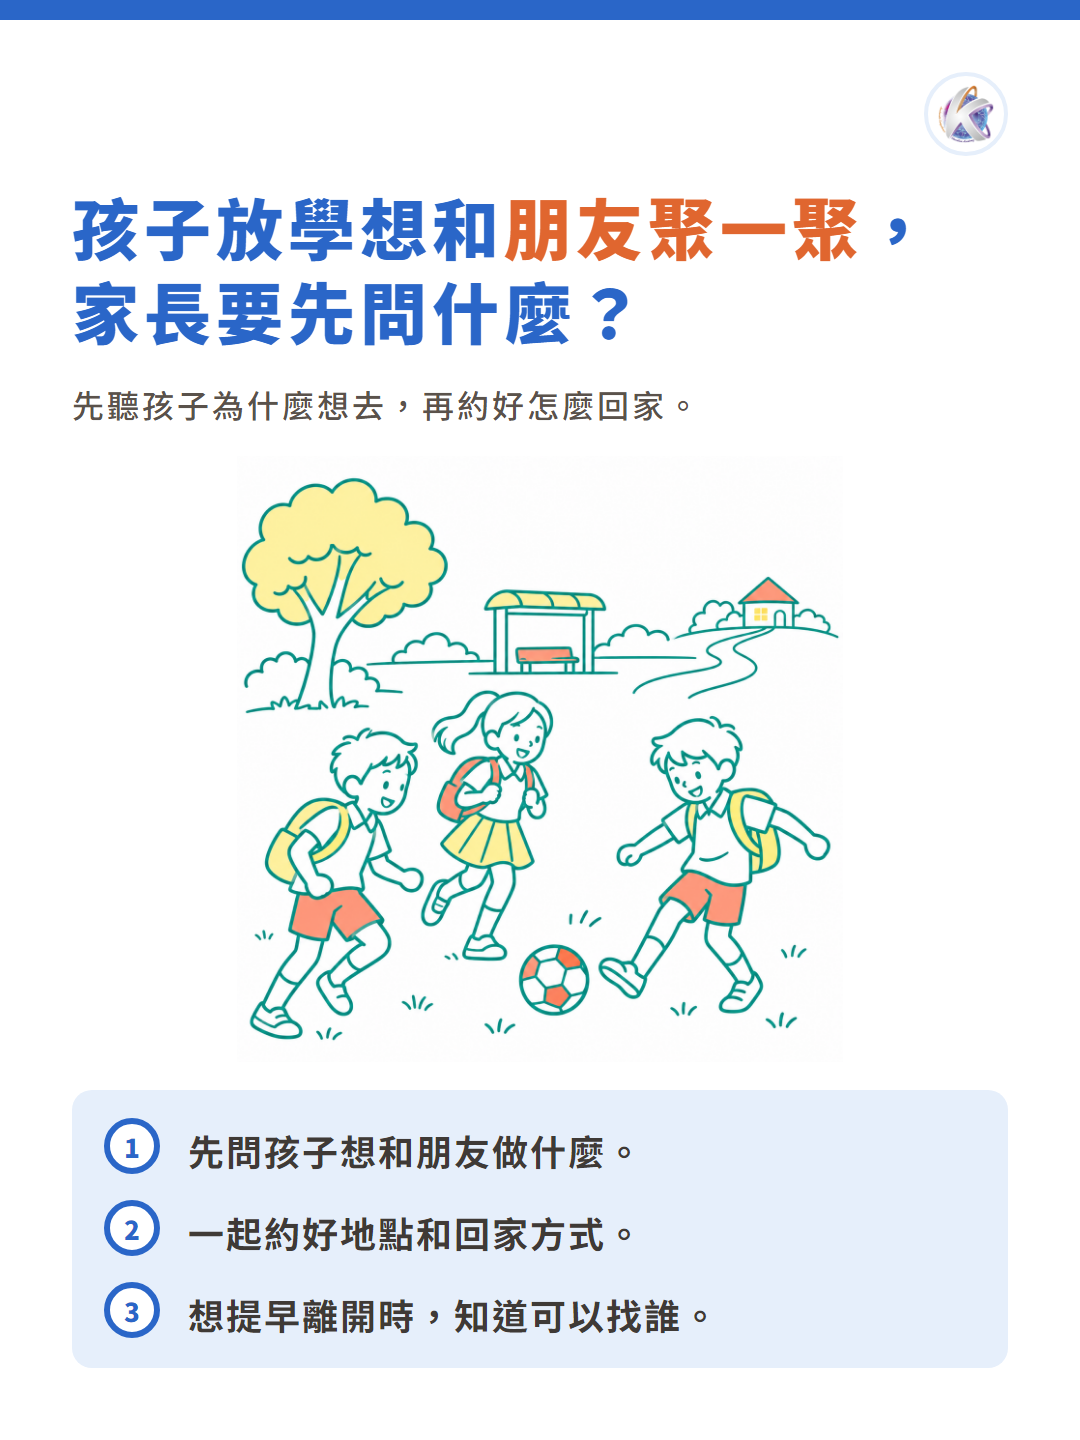 孩子放學想和朋友聚一聚，
家長要先問什麼？
先聽孩子為什麼想去，再約好怎麼回家。
1 先問孩子想和朋友做什麼。
2 一起約好地點和回家方式。
3 想提早離開時，知道可以找誰。